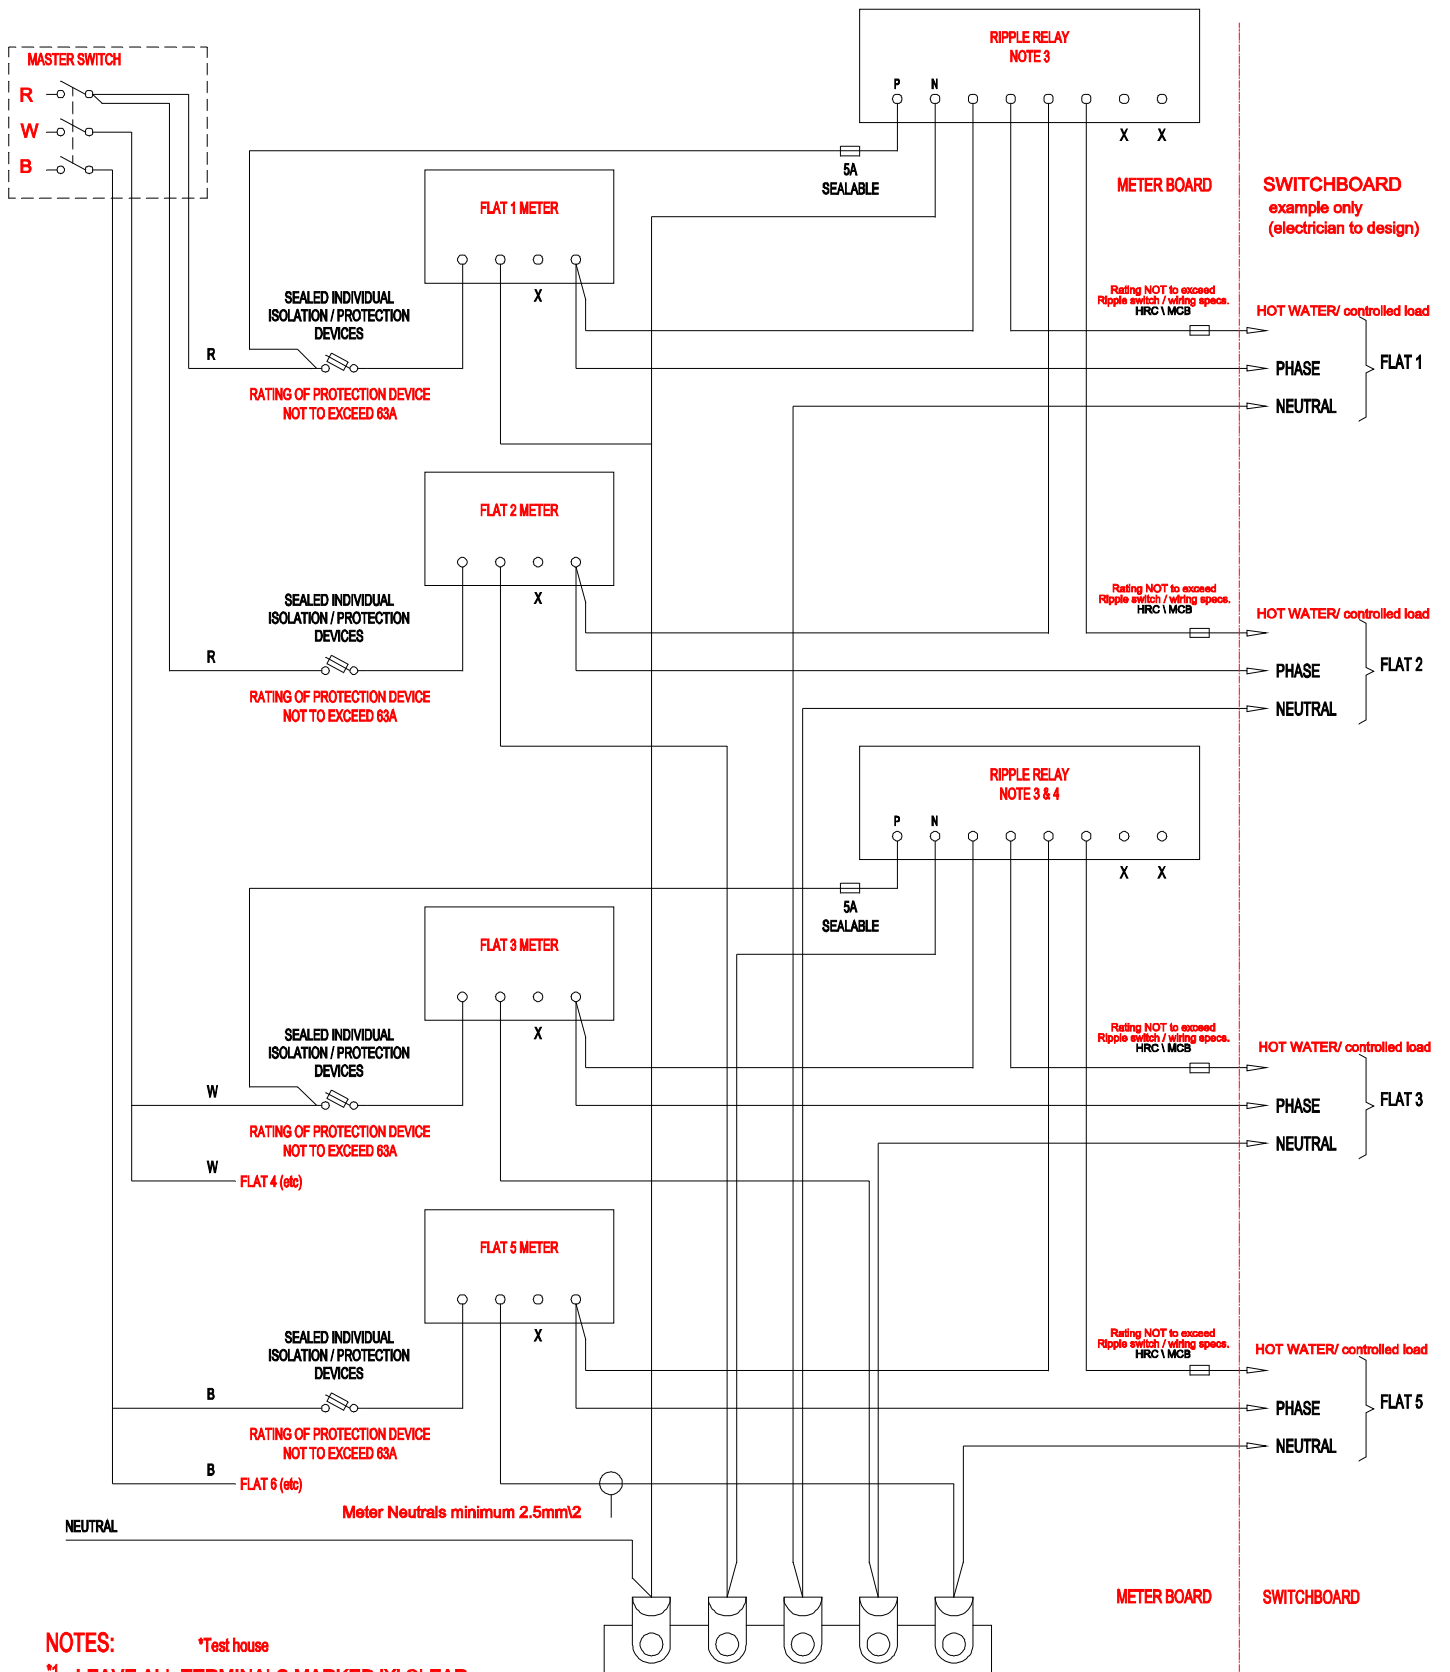 RIPPLE RELAY
NOTE 3
MASTER SWITCH
R
W
B
P
N
X
X
5A
SEALABLE
METER BOARD
SWITCHBOARD
example only
(electrician to design)
FLAT 1 METER
X
SEALED INDIVIDUAL
ISOLATION / PROTECTION
DEVICES
R
RATING OF PROTECTION DEVICE
NOT TO EXCEED 63A
Rating NOT to exceed
Ripple switch / wiring specs.
HRC \ MCB
HOT WATER/ controlled load
PHASE
NEUTRAL
FLAT 1
FLAT 2 METER
X
SEALED INDIVIDUAL
ISOLATION / PROTECTION
DEVICES
R
RATING OF PROTECTION DEVICE
NOT TO EXCEED 63A
Rating NOT to exceed
Ripple switch / wiring specs.
HRC \ MCB
HOT WATER/ controlled load
PHASE
NEUTRAL
FLAT 2
RIPPLE RELAY
NOTE 3 & 4
P
N
X
X
5A
SEALABLE
FLAT 3 METER
X
SEALED INDIVIDUAL
ISOLATION / PROTECTION
DEVICES
W
RATING OF PROTECTION DEVICE
NOT TO EXCEED 63A
W
FLAT 4 (etc)
Rating NOT to exceed
Ripple switch / wiring specs.
HRC \ MCB
HOT WATER/ controlled load
PHASE
NEUTRAL
FLAT 3
FLAT 5 METER
X
SEALED INDIVIDUAL
ISOLATION / PROTECTION
DEVICES
B
RATING OF PROTECTION DEVICE
NOT TO EXCEED 63A
B
FLAT 6 (etc)
Rating NOT to exceed
Ripple switch / wiring specs.
HRC \ MCB
HOT WATER/ controlled load
PHASE
NEUTRAL
FLAT 5
Meter Neutrals minimum 2.5mm\2
NEUTRAL
METER BOARD
SWITCHBOARD
NOTES:
*Test house
*1 LEAVE ALL TERMINALS MARKED 'X' CLEAR